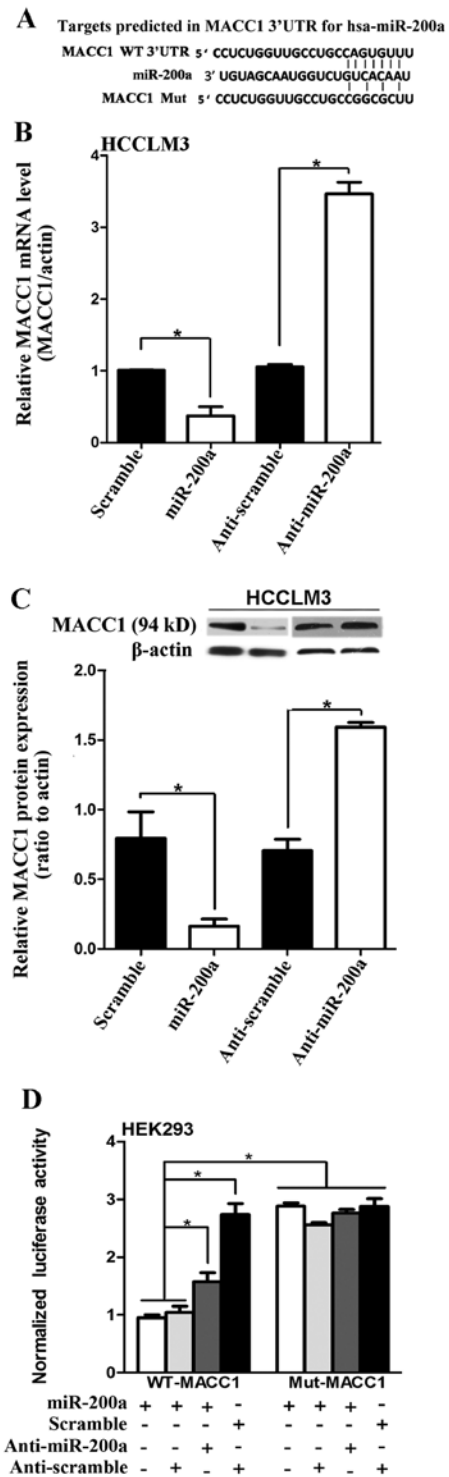 A
Targets predicted in MACC1 3'UTR for hsa-miR-200a
MACC1 WT 3'UTR 5' CCUCUGGUUGCCUGCCAGUGUUU
miR-200a 3' UGUAGCAAUGGUCUGUCACAAU
MACC1 Mut 5' CCUCUGGUUGCCUGCCGGCGCUU
B
HCCLM3
Relative MACC1 mRNA level
(MACC1/actin)
4
3
2
1
0
*
*
Scramble
miR-200a
Anti-scramble
Anti-miR-200a
C
HCCLM3
MACC1 (94 kD)
β-actin
Relative MACC1 protein expression
(ratio to actin)
2.0
1.5
1.0
0.5
0.0
*
*
Scramble
miR-200a
Anti-scramble
Anti-miR-200a
D
HEK293
Normalized luciferase activity
4
3
2
1
0
*
*
*
WT-MACC1 Mut-MACC1
miR-200a + + + - + + + -
Scramble - - - + - - - +
Anti-miR-200a - - + - - - + -
Anti-scramble - + - + - + - +